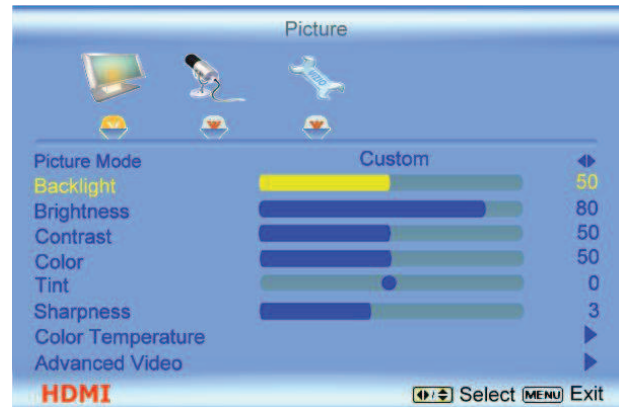 Picture
VIZIO
Picture Mode Custom
Backlight 50
Brightness 80
Contrast 50
Color 50
Tint 0
Sharpness 3
Color Temperature
Advanced Video
HDMI Select MENU Exit